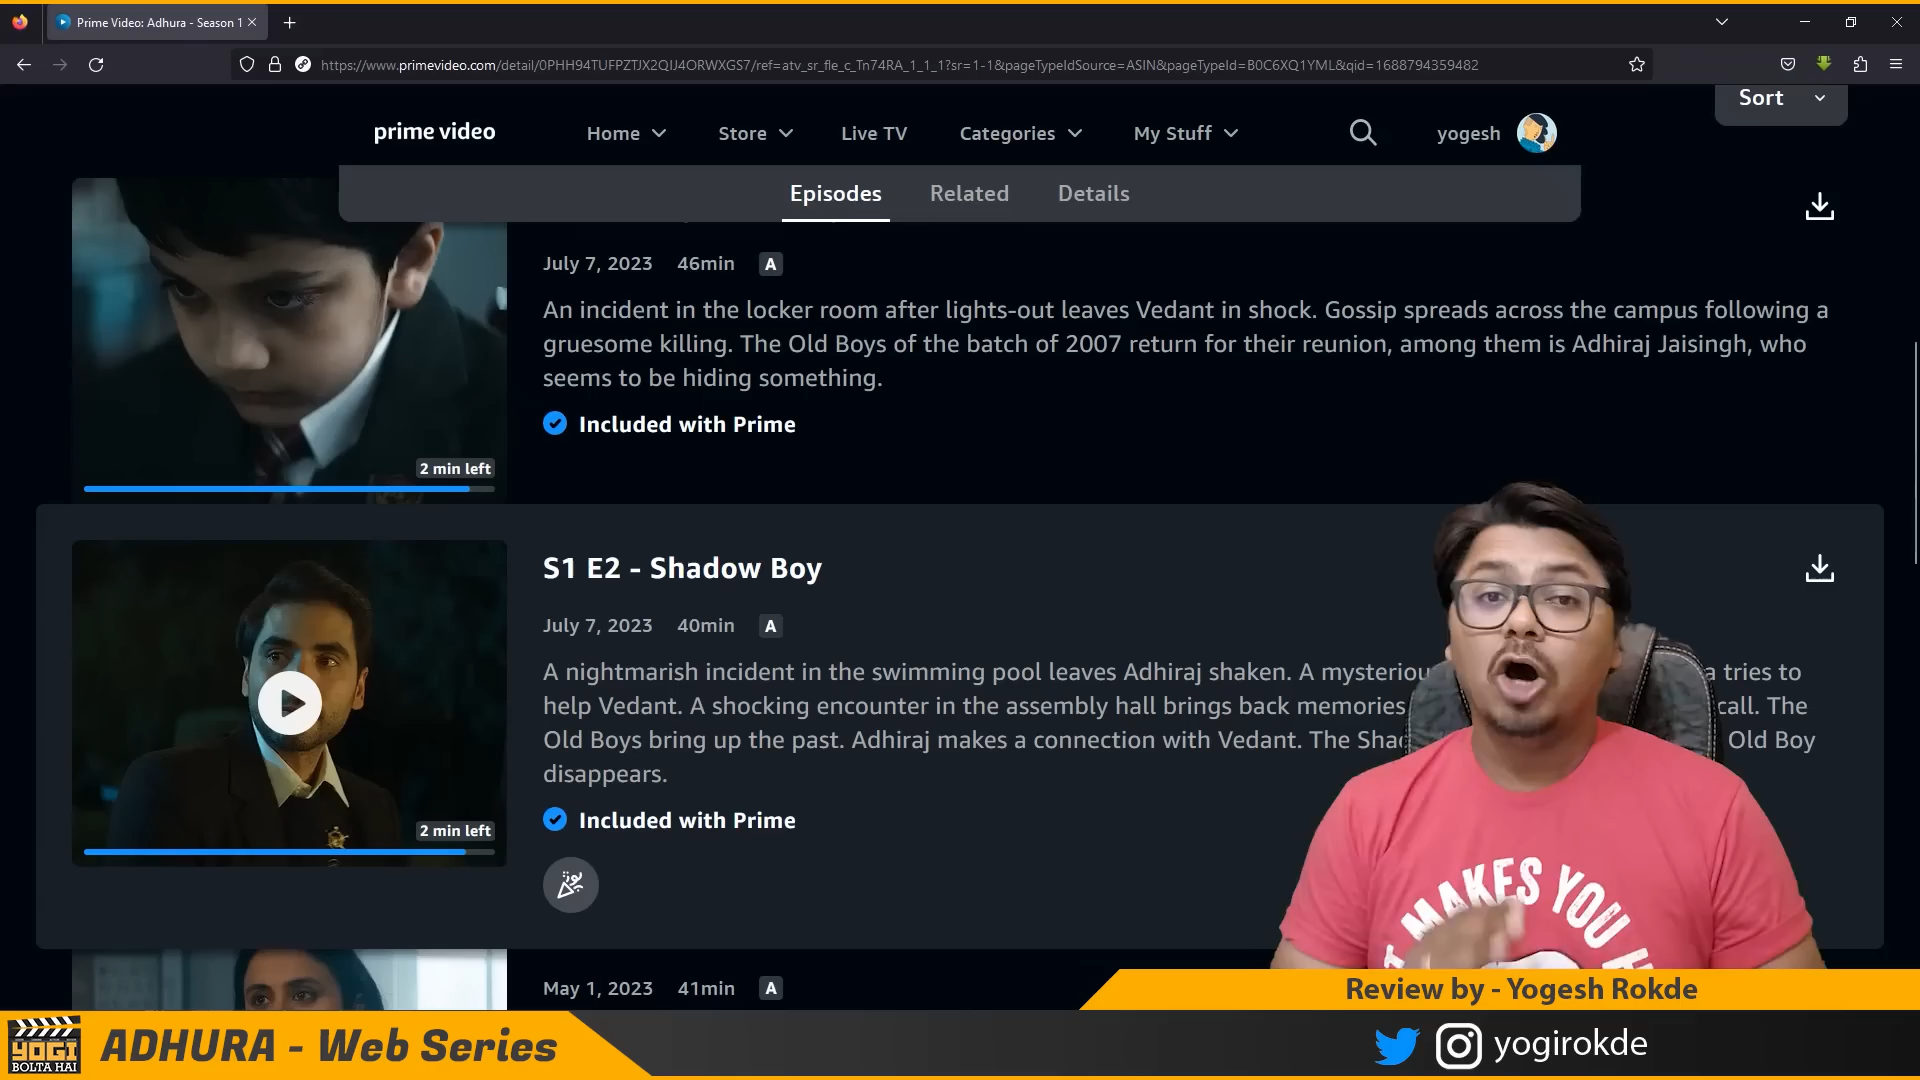 Prime Video: Adhura - Season 1
https://www.primevideo.com/detail/0PHH94TUFPZTJX2QIJ4ORWXGS7/ref=atv_sr_fle_c_Tn74RA_1_1_1?sr=1-1&pageTypeIdSource=ASIN&pageTypeId=B0C6XQ1YML&qid=1688794359482
Sort
prime video Home Store Live TV Categories My Stuff yogesh
Episodes Related Details
July 7, 2023 46min A
An incident in the locker room after lights-out leaves Vedant in shock. Gossip spreads across the campus following a
gruesome killing. The Old Boys of the batch of 2007 return for their reunion, among them is Adhiraj Jaisingh, who
seems to be hiding something.
Included with Prime
2 min left
S1 E2 - Shadow Boy
July 7, 2023 40min A
A nightmarish incident in the swimming pool leaves Adhiraj shaken. A mysteriou a tries to
help Vedant. A shocking encounter in the assembly hall brings back memories call. The
Old Boys bring up the past. Adhiraj makes a connection with Vedant. The Shad Old Boy
disappears.
Included with Prime
2 min left
MAKES YOU
May 1, 2023 41min A
Review by - Yogesh Rokde
YOGI
BOLTA HAI
ADHURA - Web Series
yogirokde